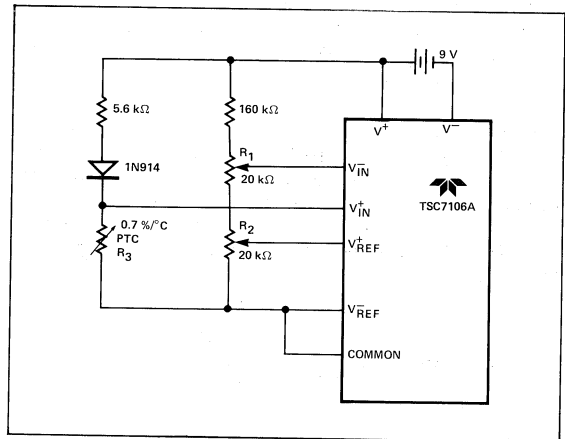 9 V
5.6 kΩ
160 kΩ
V+
V−
R1
1N914
20 kΩ
V−IN
TSC7106A
V+IN
0.7 %/°C
PTC
R3
R2
V+REF
20 kΩ
V−REF
COMMON